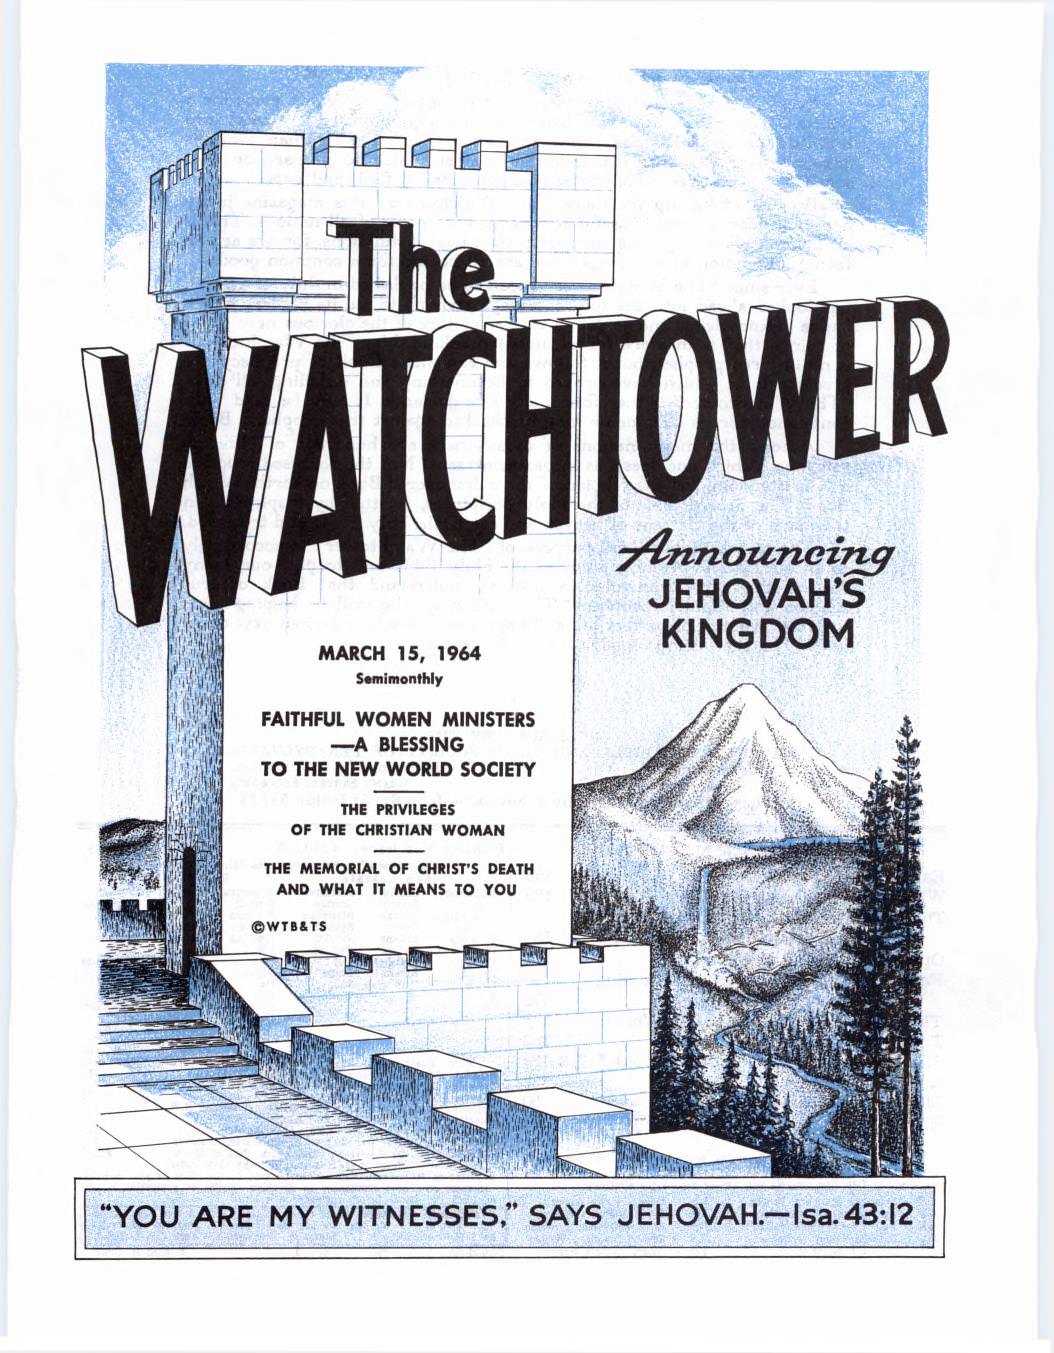 The
WATCHTOWER
Announcing
JEHOVAH'S
KINGDOM
MARCH 15, 1964
Semimonthly
FAITHFUL WOMEN MINISTERS
—A BLESSING
TO THE NEW WORLD SOCIETY
THE PRIVILEGES
OF THE CHRISTIAN WOMAN
THE MEMORIAL OF CHRIST'S DEATH
AND WHAT IT MEANS TO YOU
©WTB&TS
“YOU ARE MY WITNESSES,” SAYS JEHOVAH.—Isa. 43:12